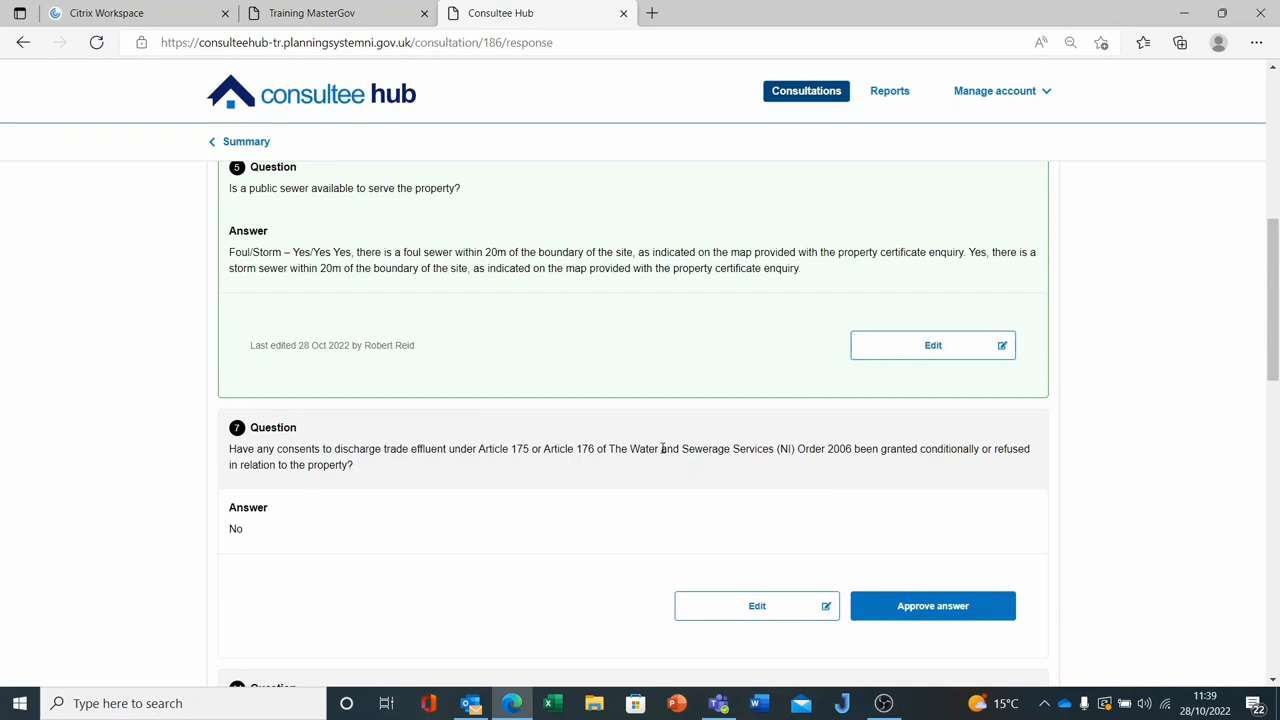 Citrix Workspace
Training MasterGov
Consultee Hub
https://consulteehub-tr.planningsystemni.gov.uk/consultation/186/response
consultee hub
Consultations
Reports
Manage account
Summary
5 Question
Is a public sewer available to serve the property?
Answer
Foul/Storm – Yes/Yes Yes, there is a foul sewer within 20m of the boundary of the site, as indicated on the map provided with the property certificate enquiry. Yes, there is a
storm sewer within 20m of the boundary of the site, as indicated on the map provided with the property certificate enquiry.
Last edited 28 Oct 2022 by Robert Reid
Edit
7 Question
Have any consents to discharge trade effluent under Article 175 or Article 176 of The Water and Sewerage Services (NI) Order 2006 been granted conditionally or refused
in relation to the property?
Answer
No
Edit
Approve answer
Question
Type here to search
15°C
11:39
28/10/2022
22